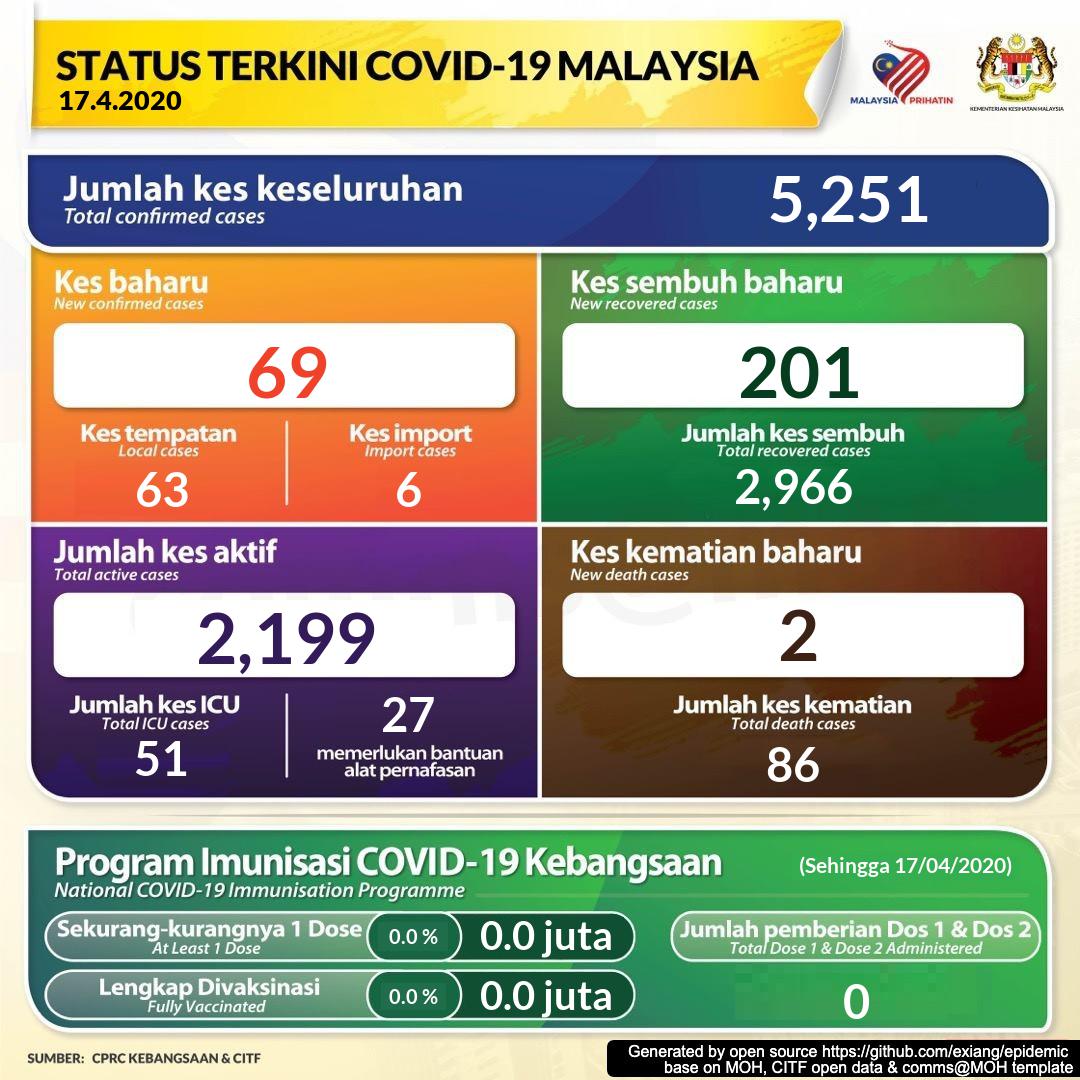 STATUS TERKINI COVID-19 MALAYSIA
17.4.2020
MALAYSIA PRIHATIN
KEMENTERIAN KESIHATAN MALAYSIA
Jumlah kes keseluruhan
Total confirmed cases
5,251
Kes baharu
New confirmed cases
69
Kes tempatan
Local cases
63
Kes import
Import cases
6
Kes sembuh baharu
New recovered cases
201
Jumlah kes sembuh
Total recovered cases
2,966
Jumlah kes aktif
Total active cases
2,199
Jumlah kes ICU
Total ICU cases
51
27
memerlukan bantuan
alat pernafasan
Kes kematian baharu
New death cases
2
Jumlah kes kematian
Total death cases
86
Program Imunisasi COVID-19 Kebangsaan
National COVID-19 Immunisation Programme
(Sehingga 17/04/2020)
Sekurang-kurangnya 1 Dose
At Least 1 Dose
0.0 %
0.0 juta
Lengkap Divaksinasi
Fully Vaccinated
0.0 %
0.0 juta
Jumlah pemberian Dos 1 & Dos 2
Total Dose 1 & Dose 2 Administered
0
SUMBER: CPRC KEBANGSAAN & CITF
Generated by open source https://github.com/exiang/epidemic
base on MOH, CITF open data & comms@MOH template